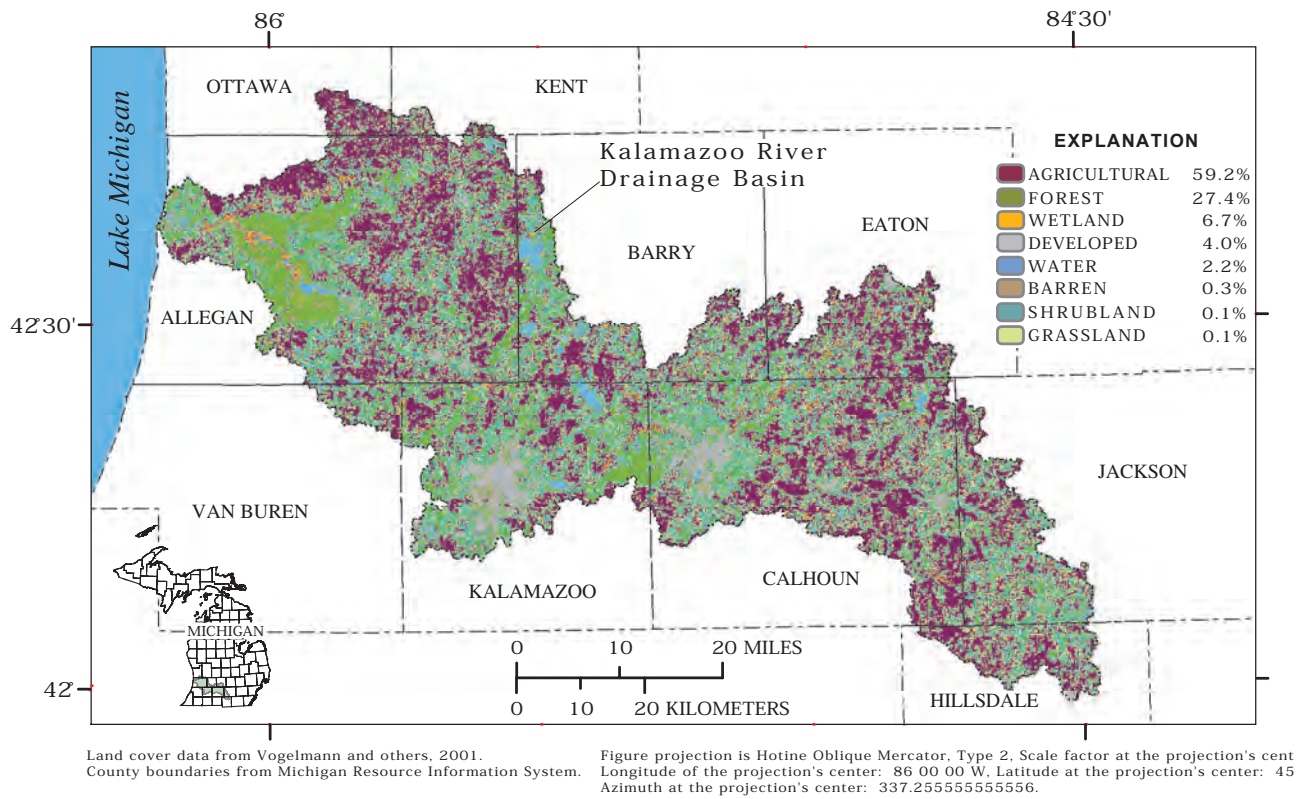 86°
84°30'
OTTAWA
KENT
Lake Michigan
Kalamazoo River
Drainage Basin
EXPLANATION
AGRICULTURAL 59.2%
FOREST 27.4%
WETLAND 6.7%
DEVELOPED 4.0%
WATER 2.2%
BARREN 0.3%
SHRUBLAND 0.1%
GRASSLAND 0.1%
EATON
BARRY
ALLEGAN
42°30'
JACKSON
VAN BUREN
KALAMAZOO
CALHOUN
MICHIGAN
0 10 20 MILES
0 10 20 KILOMETERS
42°
HILLSDALE
Land cover data from Vogelmann and others, 2001.
County boundaries from Michigan Resource Information System.
Figure projection is Hotine Oblique Mercator, Type 2, Scale factor at the projection's cent
Longitude of the projection's center: 86 00 00 W, Latitude at the projection's center: 45
Azimuth at the projection's center: 337.255555555556.